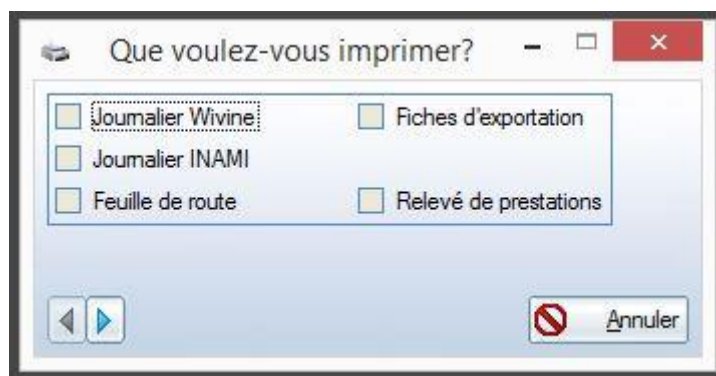 Que voulez-vous imprimer?
Journalier Wivine
Fiches d'exportation
Journalier INAMI
Feuille de route
Relevé de prestations
Annuler